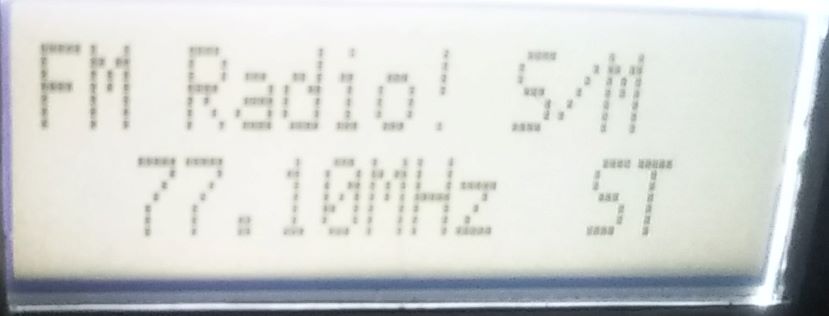 FM Radio! S/M
77.10MHz ST